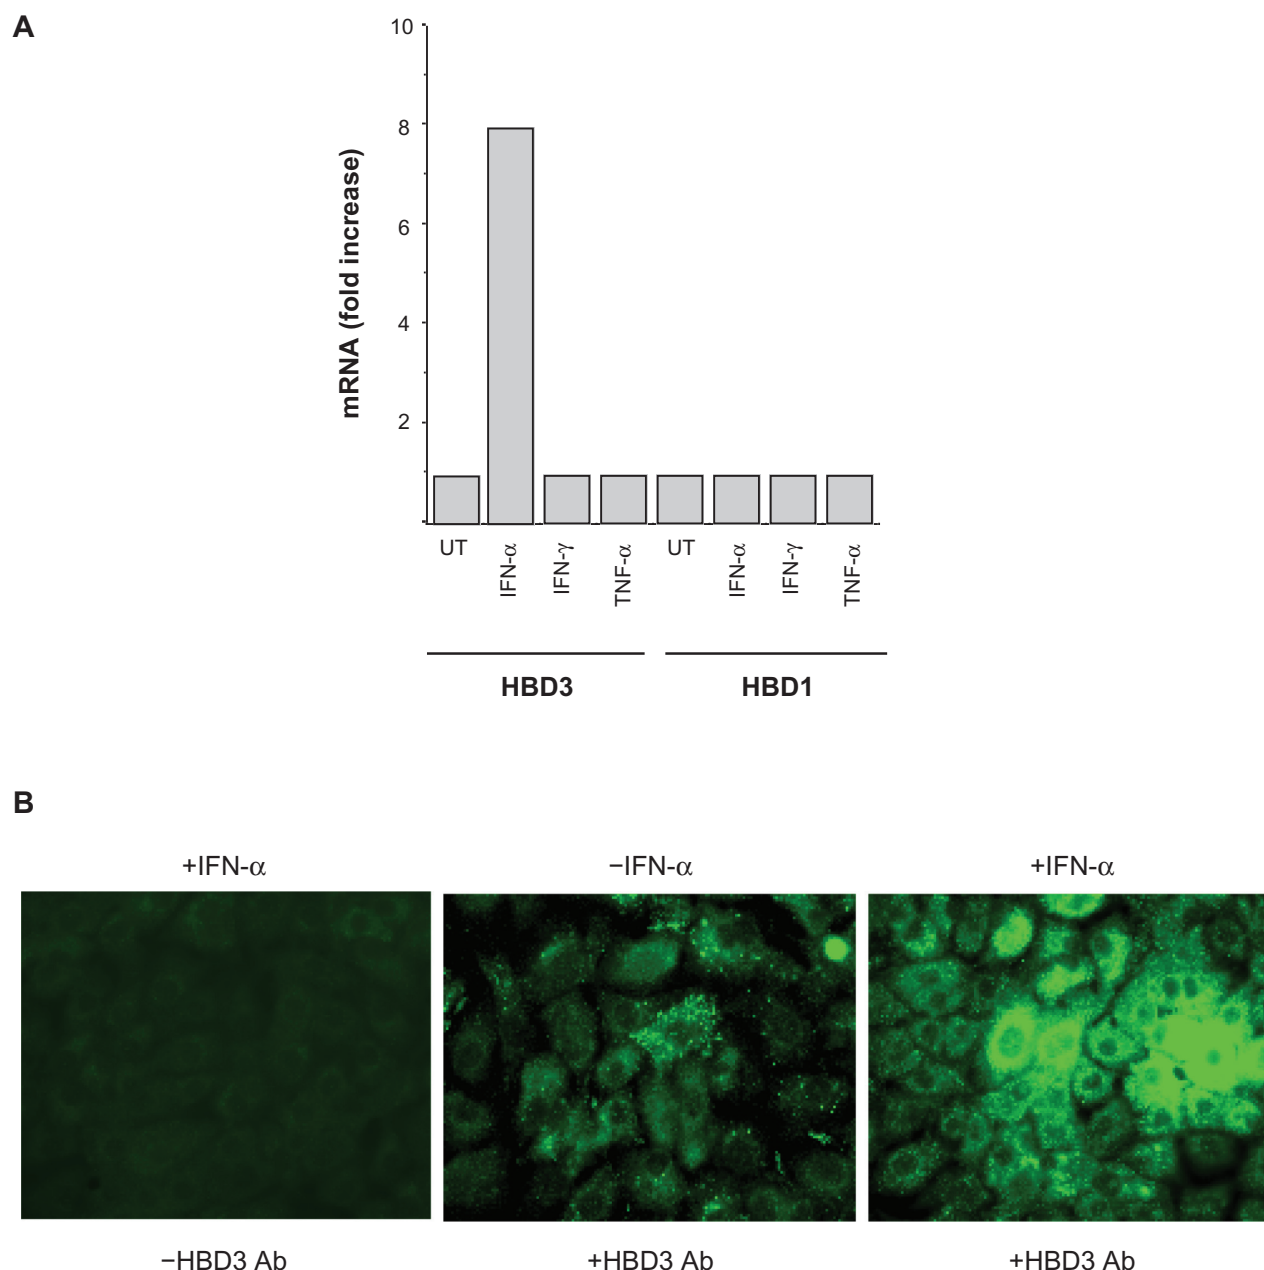 A
10
8
6
4
2
mRNA (fold increase)
UT
IFN-α
IFN-γ
TNF-α
UT
IFN-α
IFN-γ
TNF-α
HBD3
HBD1
B
+IFN-α
−IFN-α
+IFN-α
−HBD3 Ab
+HBD3 Ab
+HBD3 Ab